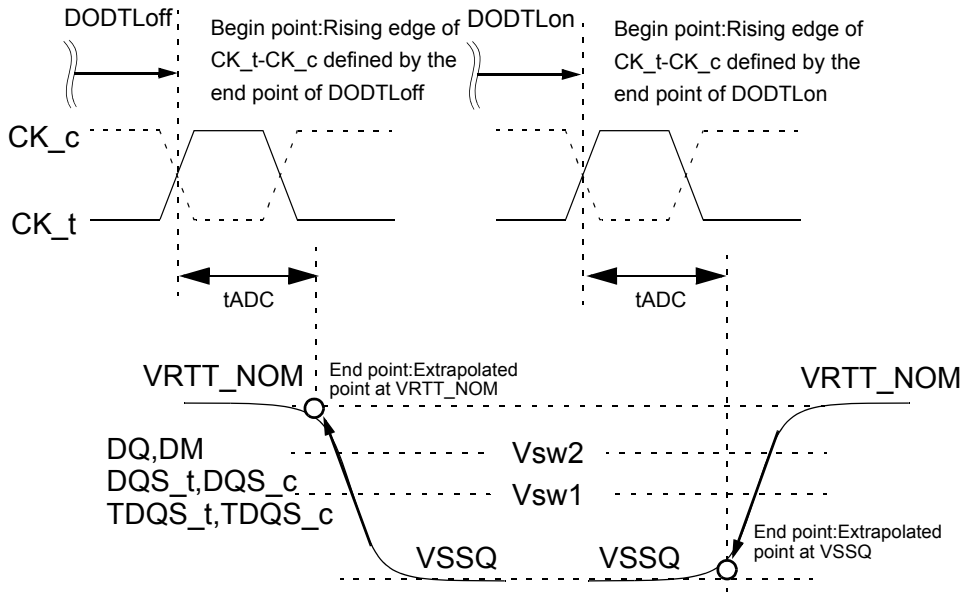 DODTLoff
Begin point:Rising edge of
CK_t-CK_c defined by the
end point of DODTLoff
DODTLon
Begin point:Rising edge of
CK_t-CK_c defined by the
end point of DODTLon
CK_c
CK_t
tADC
tADC
VRTT_NOM
End point:Extrapolated
point at VRTT_NOM
VRTT_NOM
DQ,DM
DQS_t,DQS_c
TDQS_t,TDQS_c
Vsw2
Vsw1
End point:Extrapolated
point at VSSQ
VSSQ
VSSQ